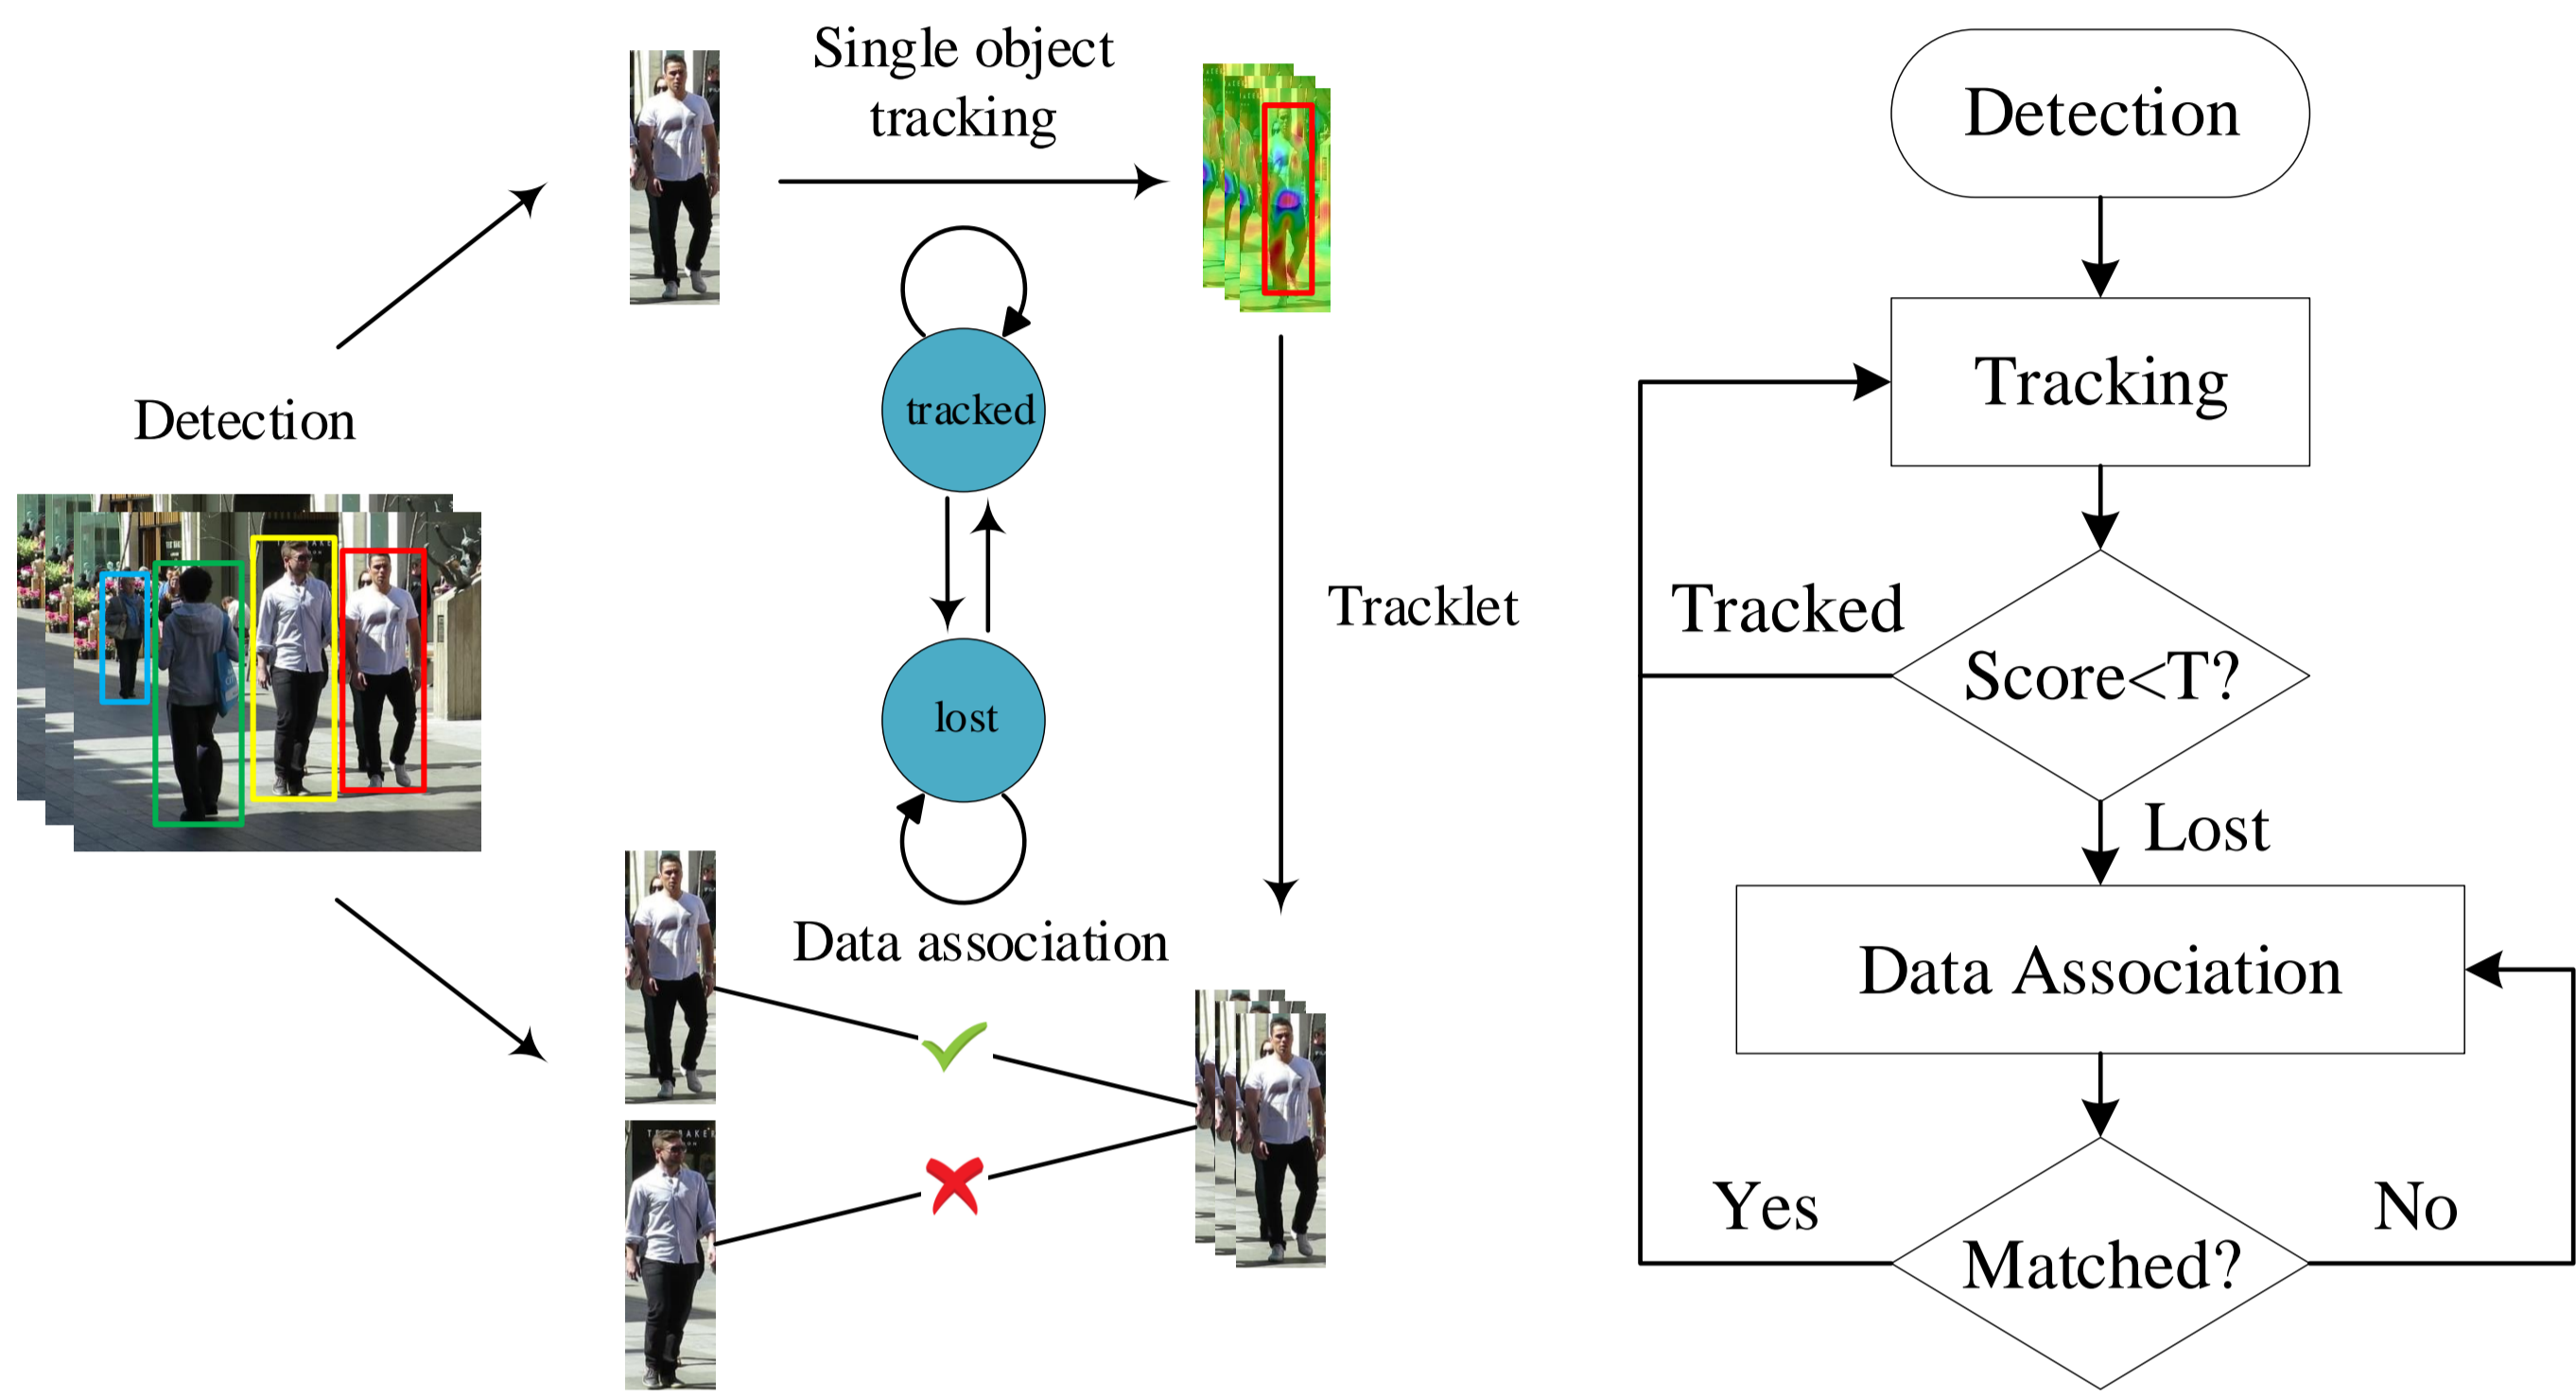 Single object
tracking
Detection
tracked
lost
Tracklet
Data association
Detection
Tracking
Tracked
Score<T?
Lost
Data Association
Yes
No
Matched?